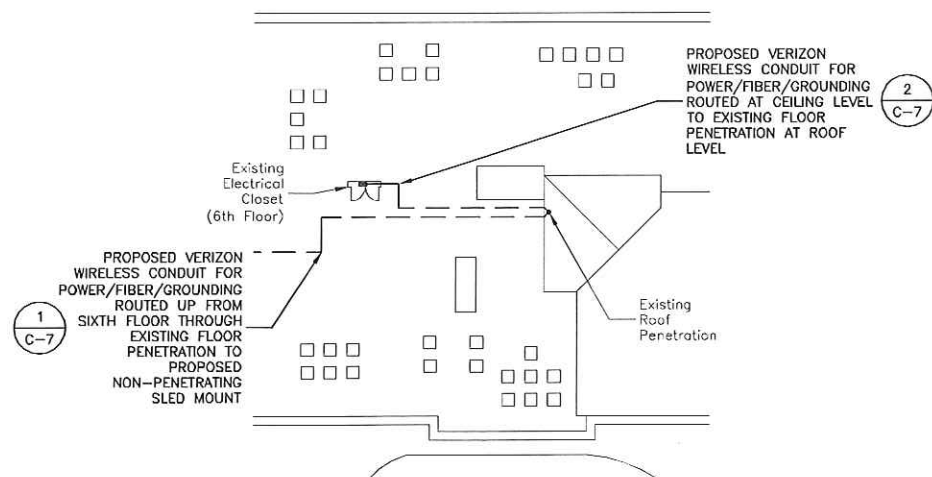 PROPOSED VERIZON
WIRELESS CONDUIT FOR
POWER/FIBER/GROUNDING
ROUTED AT CEILING LEVEL
TO EXISTING FLOOR
PENETRATION AT ROOF
LEVEL
2
C-7
Existing
Electrical
Closet
(6th Floor)
PROPOSED VERIZON
WIRELESS CONDUIT FOR
POWER/FIBER/GROUNDING
ROUTED UP FROM
SIXTH FLOOR THROUGH
EXISTING FLOOR
PENETRATION TO
PROPOSED
NON-PENETRATING
SLED MOUNT
1
C-7
Existing
Roof
Penetration